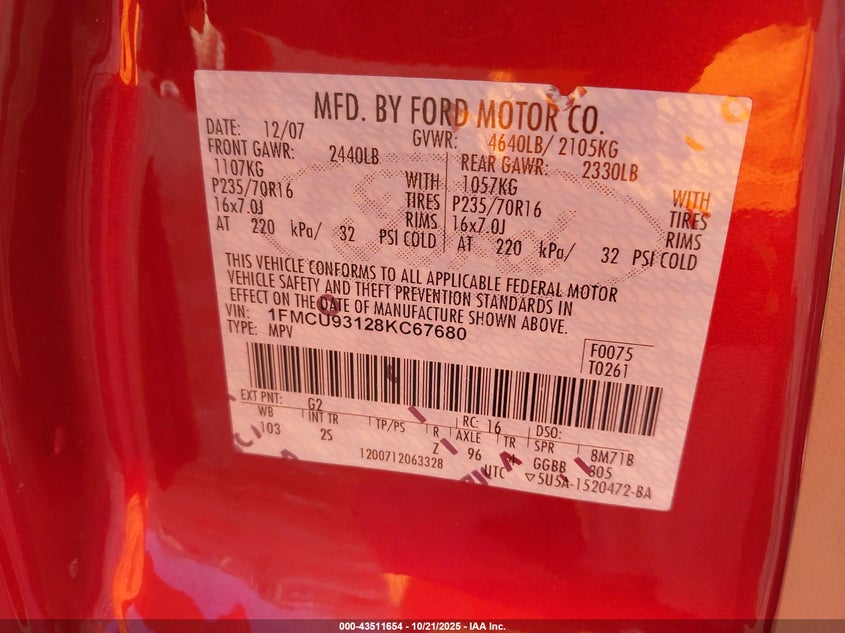 MFD. BY FORD MOTOR CO.
DATE: 12/07 GVWR: 4640LB/ 2105KG
FRONT GAWR: 2440LB REAR GAWR: 2330LB
1107KG WITH 1057KG WITH
P235/70R16 TIRES P235/70R16 TIRES
16x7.0J RIMS 16x7.0J RIMS
AT 220 kPa/ 32 PSI COLD AT 220 kPa/ 32 PSI COLD
THIS VEHICLE CONFORMS TO ALL APPLICABLE FEDERAL MOTOR
VEHICLE SAFETY AND THEFT PREVENTION STANDARDS IN
EFFECT ON THE DATE OF MANUFACTURE SHOWN ABOVE.
VIN: 1FMCU93128KC67680
TYPE: MPV
F0075
T0261
EXT PNT: G2 RC: 16 DSO:
WB INT TR TP/PS R AXLE TR SPR 8M71B
103 2S Z 96 GGBB 805
1200712063328 UTC ▽5U5A-1520472-BA
000-43511654 - 10/21/2025 - IAA Inc.